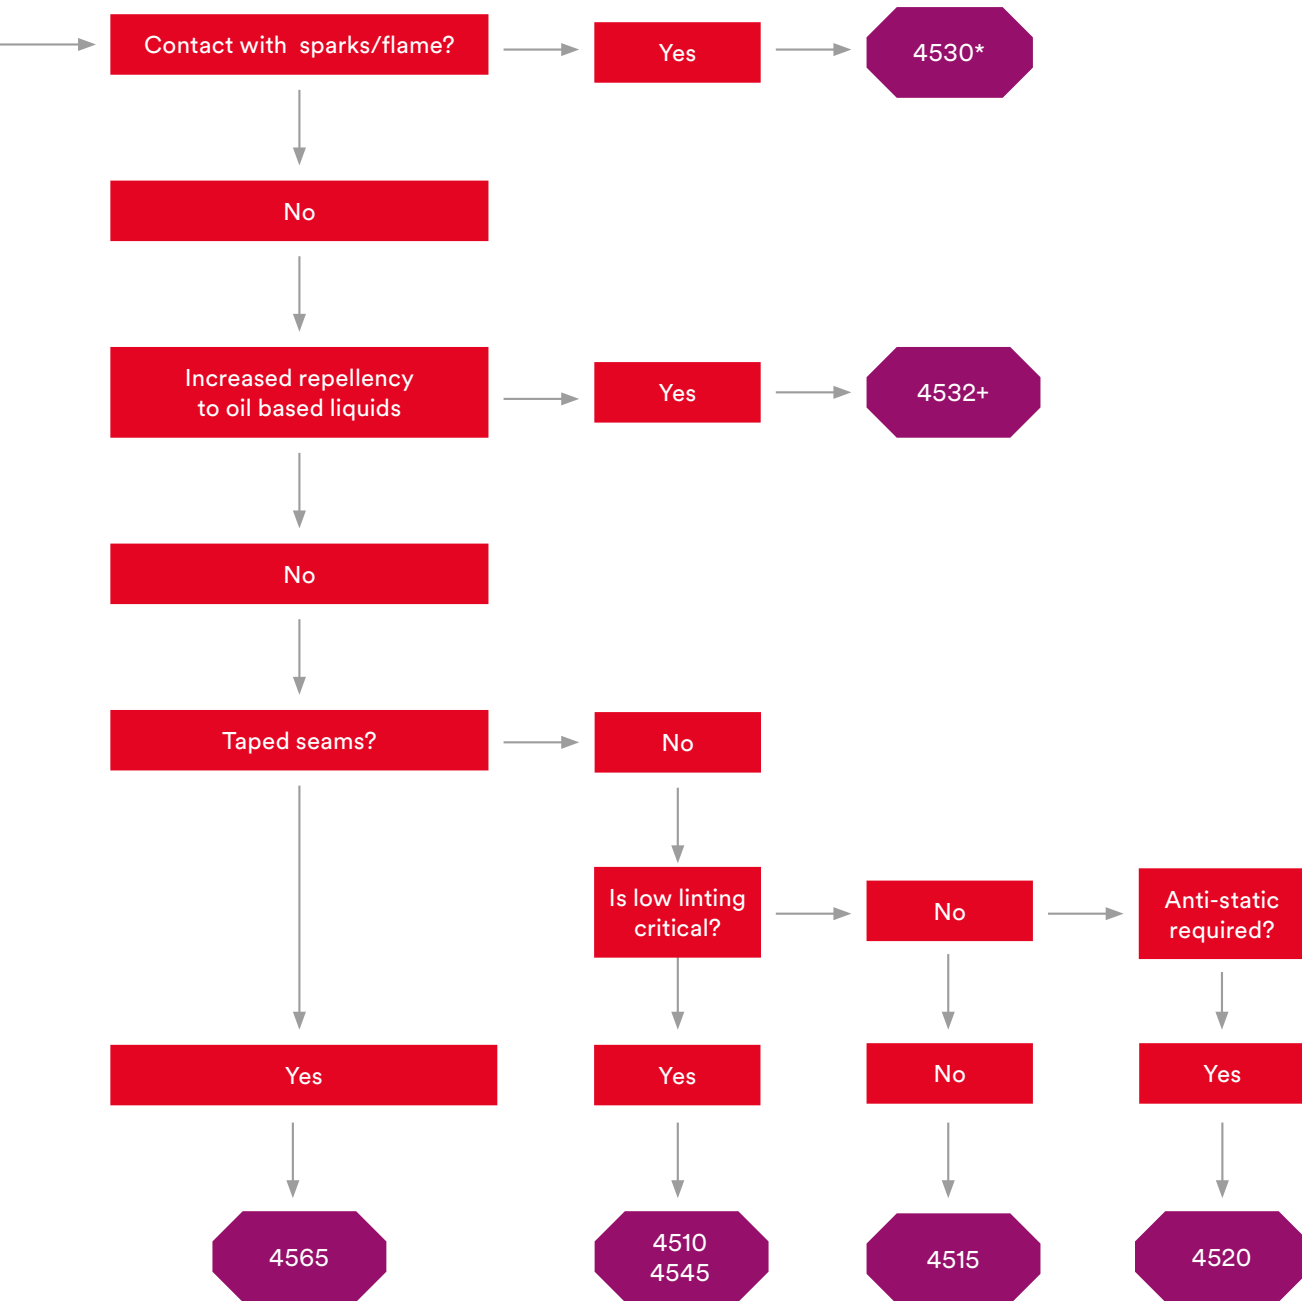 Contact with  sparks/flame?
Yes
4530*
No
Increased repellency
to oil based liquids
Yes
4532+
No
Taped seams?
No
Is low linting
critical?
No
Anti-static
required?
Yes
Yes
No
Yes
4565
4510
4545
4515
4520